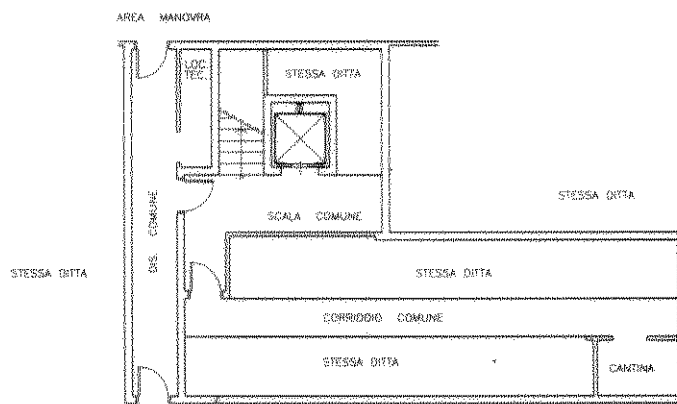 AREA MANOVRA
LOC.
TEC.
STESSA DITTA
STESSA DITTA
SCALA COMUNE
DIS. COMUNE
STESSA DITTA
STESSA DITTA
CORRIDOIO COMUNE
STESSA DITTA
CANTINA